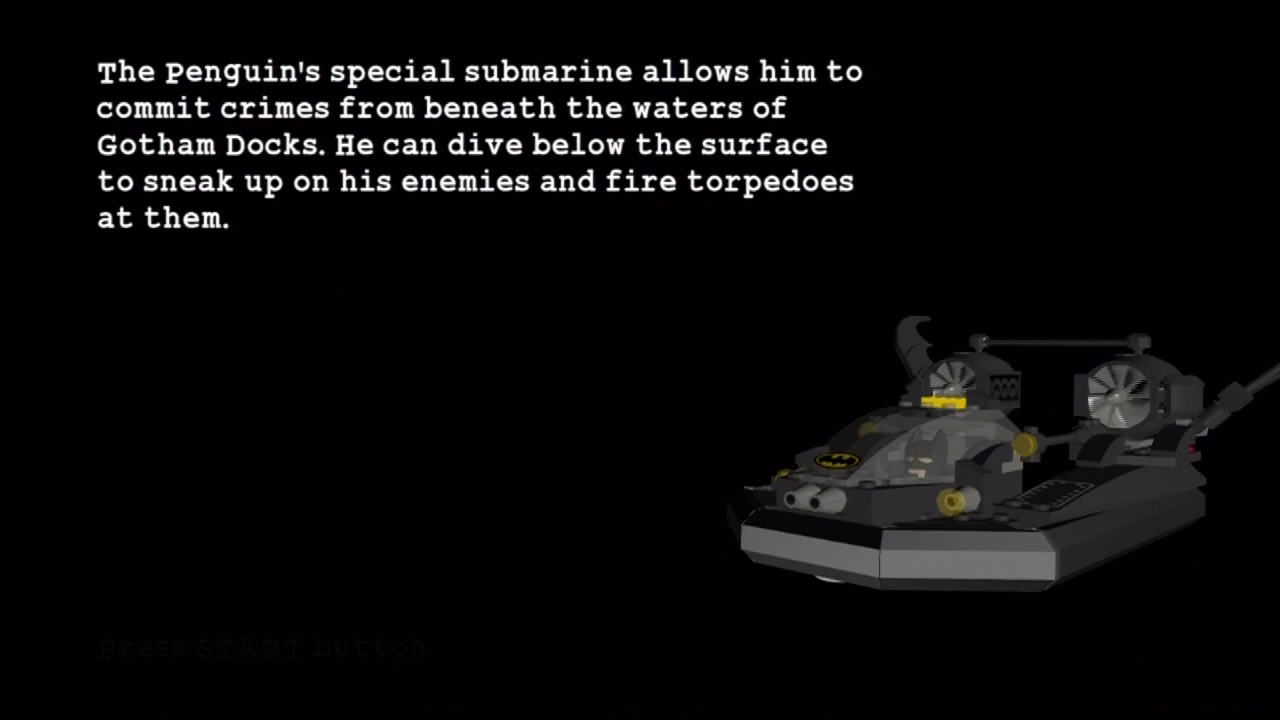 The Penguin's special submarine allows him to
commit crimes from beneath the waters of
Gotham Docks. He can dive below the surface
to sneak up on his enemies and fire torpedoes
at them.
press START button